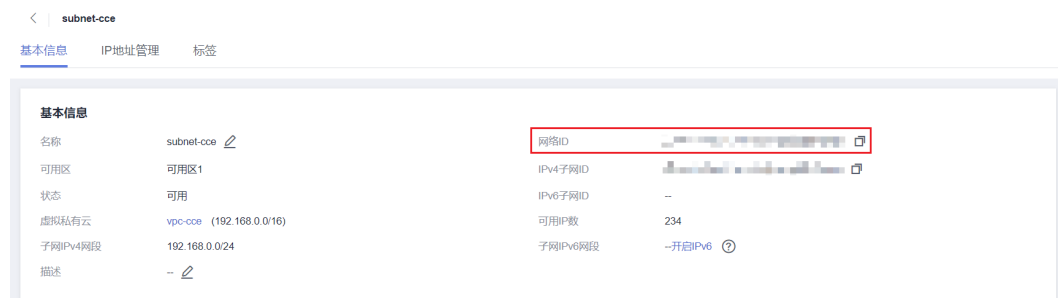 subnet-cce
基本信息 IP地址管理 标签
基本信息
名称 subnet-cce 网络ID
可用区 可用区1 IPv4子网ID
状态 可用 IPv6子网ID --
虚拟私有云 vpc-cce (192.168.0.0/16) 可用IP数 234
子网IPv4网段 192.168.0.0/24 子网IPv6网段 --开启IPv6
描述 --